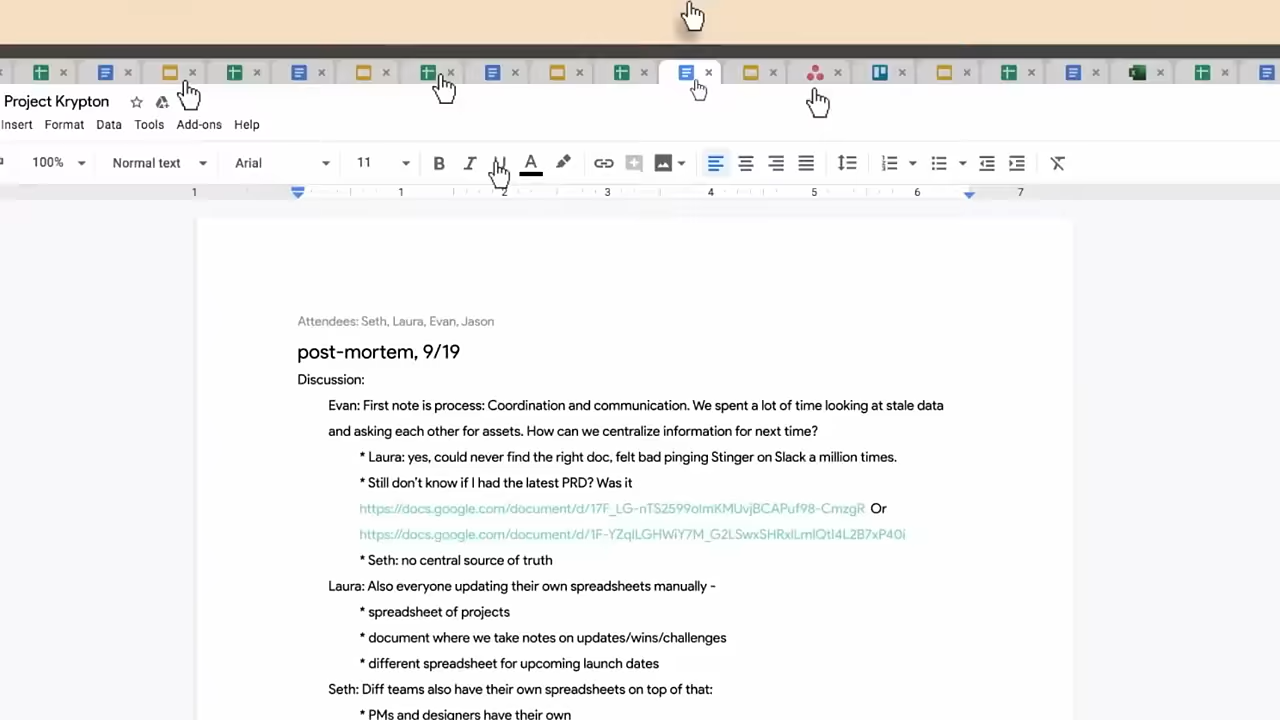 Project Krypton
Insert Format Data Tools Add-ons Help
100% Normal text Arial 11 B I A
1 1 2 3 4 5 6 7
Attendees: Seth, Laura, Evan, Jason
post-mortem, 9/19
Discussion:
Evan: First note is process: Coordination and communication. We spent a lot of time looking at stale data
and asking each other for assets. How can we centralize information for next time?
* Laura: yes, could never find the right doc, felt bad pinging Stinger on Slack a million times.
* Still don't know if I had the latest PRD? Was it
https://docs.google.com/document/d/17F_LG-nTS2599olmKMUvjBCAPuf98-CmzgR Or
https://docs.google.com/document/d/1F-YZqlLGHWiY7M_G2LSwxSHRxlLmlQtl4L2B7xP40i
* Seth: no central source of truth
Laura: Also everyone updating their own spreadsheets manually -
* spreadsheet of projects
* document where we take notes on updates/wins/challenges
* different spreadsheet for upcoming launch dates
Seth: Diff teams also have their own spreadsheets on top of that:
* PMs and designers have their own